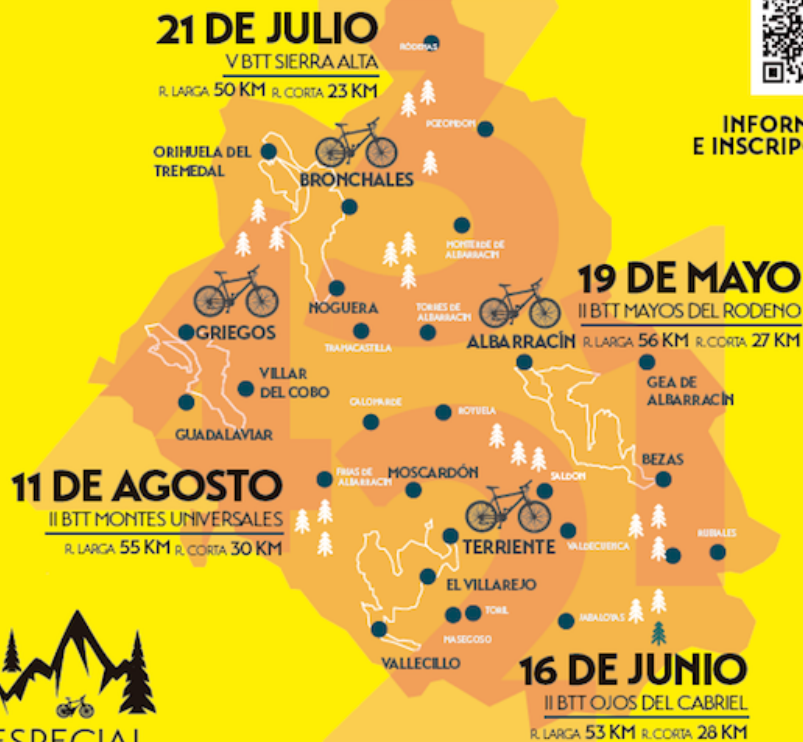 21 DE JULIO
V BTT SIERRA ALTA
R. LARGA 50 KM R. CORTA 23 KM
RÓDENAS
POZONDÓN
INFORM
E INSCRIP
ORIHUELA DEL
TREMEDAL
BRONCHALES
MONTERDE DE
ALBARRACÍN
19 DE MAYO
II BTT MAYOS DEL RODENO
R. LARGA 56 KM R. CORTA 27 KM
NOGUERA
TORRES DE
ALBARRACÍN
GRIEGOS
TRAMACASTILLA
ALBARRACÍN
VILLAR
DEL COBO
GEA DE
ALBARRACÍN
CALOMARDE
ROYUELA
GUADALAVIAR
BEZAS
11 DE AGOSTO
II BTT MONTES UNIVERSALES
R. LARGA 55 KM R. CORTA 30 KM
FRÍAS DE
ALBARRACÍN
MOSCARDÓN
SALDÓN
TERRIENTE
VALDECUENCA
RUBIALES
EL VILLAREJO
TORIL
MASEGOSO
JABALOYAS
VALLECILLO
16 DE JUNIO
II BTT OJOS DEL CABRIEL
R. LARGA 53 KM R. CORTA 28 KM
ESPECIAL